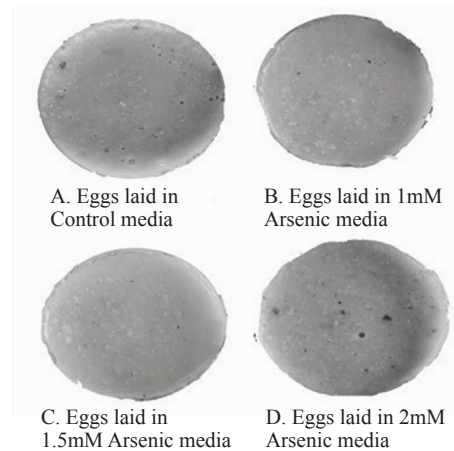 A. Eggs laid in
Control media
B. Eggs laid in 1mM
Arsenic media
C. Eggs laid in
1.5mM Arsenic media
D. Eggs laid in 2mM
Arsenic media